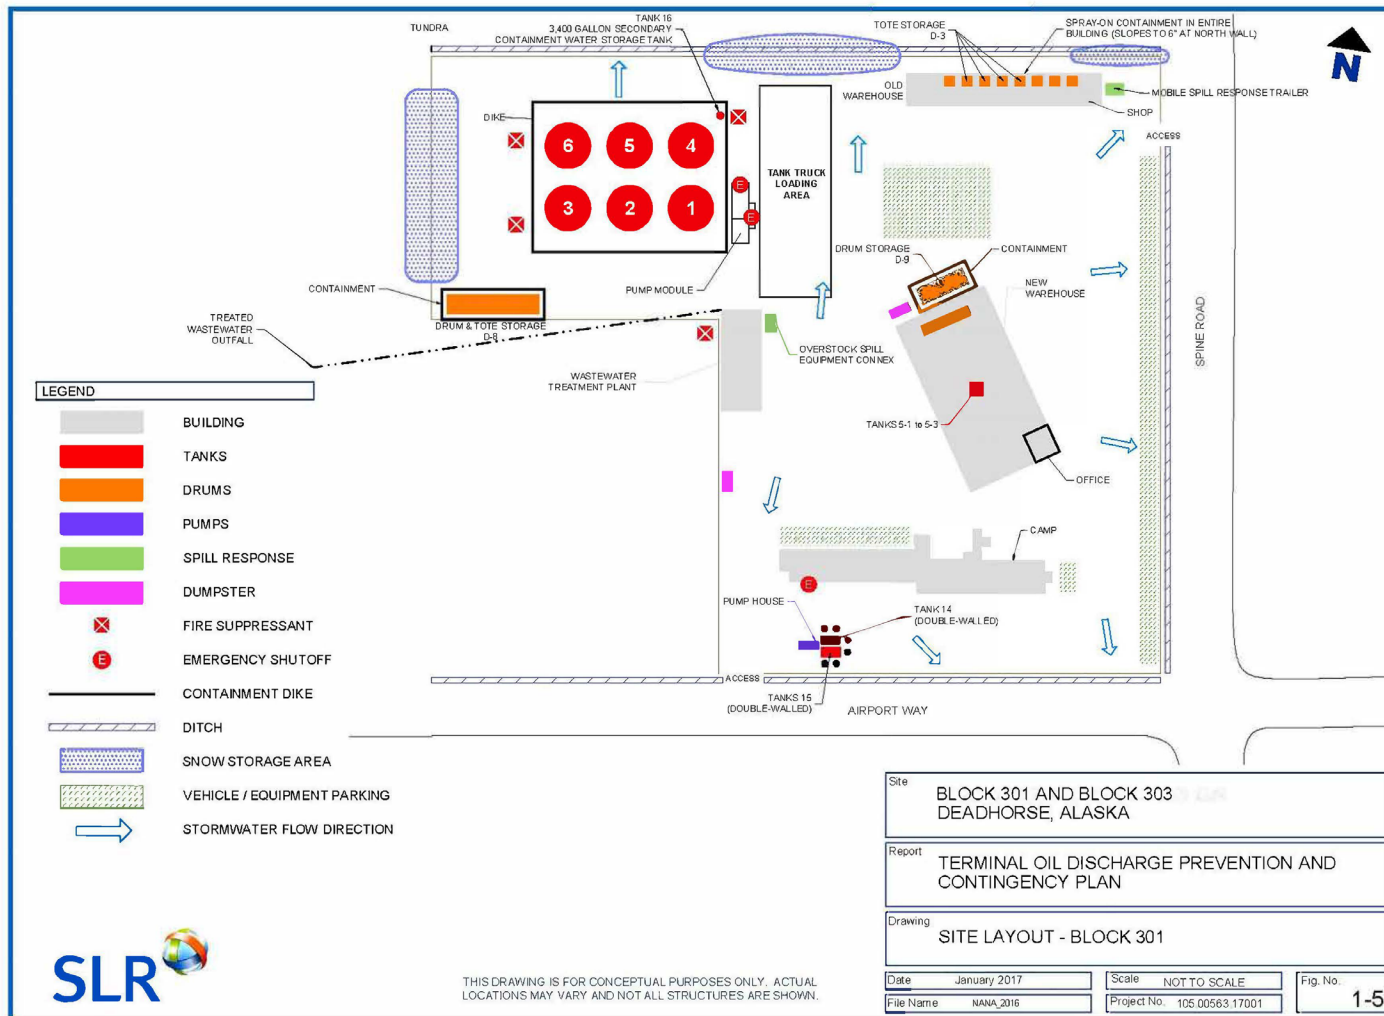 TUNDRA
TANK 16
3,400 GALLON SECONDARY
CONTAINMENT WATER STORAGE TANK
TOTE STORAGE
D-3
SPRAY-ON CONTAINMENT IN ENTIRE
BUILDING (SLOPES TO 6" AT NORTH WALL)
N
OLD
WAREHOUSE
MOBILE SPILL RESPONSE TRAILER
SHOP
ACCESS
DIKE
6
5
4
3
2
1
E
E
TANK TRUCK
LOADING
AREA
PUMP MODULE
DRUM STORAGE
D-9
CONTAINMENT
NEW
WAREHOUSE
SPINE ROAD
CONTAINMENT
DRUM & TOTE STORAGE
D-8
TREATED
WASTEWATER
OUTFALL
OVERSTOCK SPILL
EQUIPMENT CONNEX
WASTEWATER
TREATMENT PLANT
TANKS 5-1 to 5-3
OFFICE
CAMP
E
PUMP HOUSE
TANK 14
(DOUBLE-WALLED)
ACCESS
TANKS 15
(DOUBLE-WALLED)
AIRPORT WAY
LEGEND
BUILDING
TANKS
DRUMS
PUMPS
SPILL RESPONSE
DUMPSTER
FIRE SUPPRESSANT
E
EMERGENCY SHUTOFF
CONTAINMENT DIKE
DITCH
SNOW STORAGE AREA
VEHICLE / EQUIPMENT PARKING
STORMWATER FLOW DIRECTION
SLR
THIS DRAWING IS FOR CONCEPTUAL PURPOSES ONLY. ACTUAL
LOCATIONS MAY VARY AND NOT ALL STRUCTURES ARE SHOWN.
Site
BLOCK 301 AND BLOCK 303
DEADHORSE, ALASKA
Report
TERMINAL OIL DISCHARGE PREVENTION AND
CONTINGENCY PLAN
Drawing
SITE LAYOUT - BLOCK 301
Date January 2017
Scale NOT TO SCALE
Fig. No.
1-5
File Name NANA_2016
Project No. 105.00563.17001